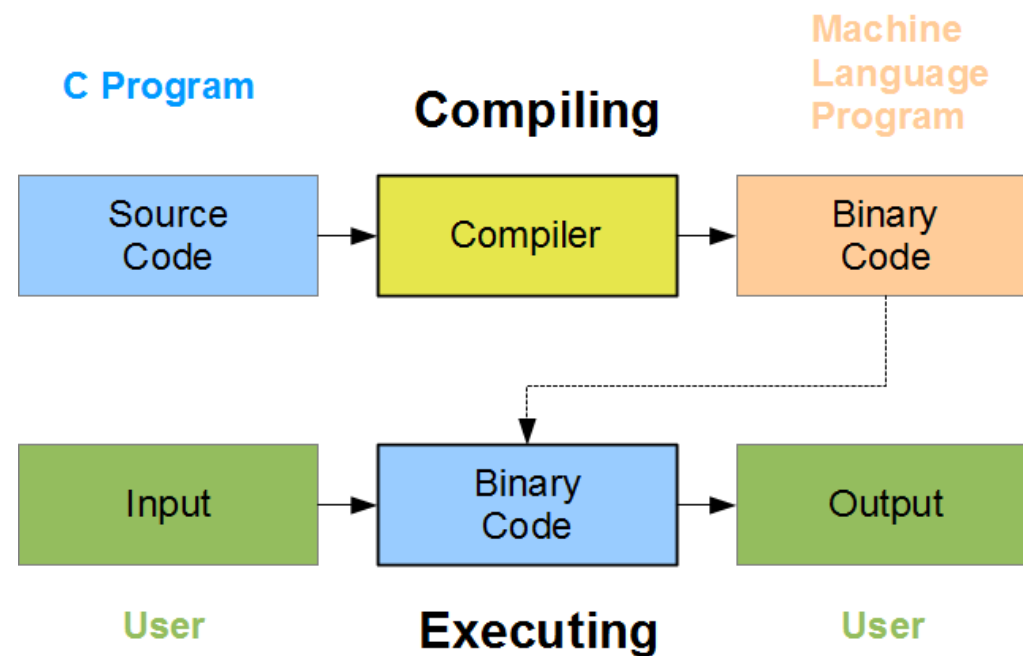 C Program
Compiling
Machine
Language
Program
Source
Code
Compiler
Binary
Code
Input
Binary
Code
Output
User
Executing
User